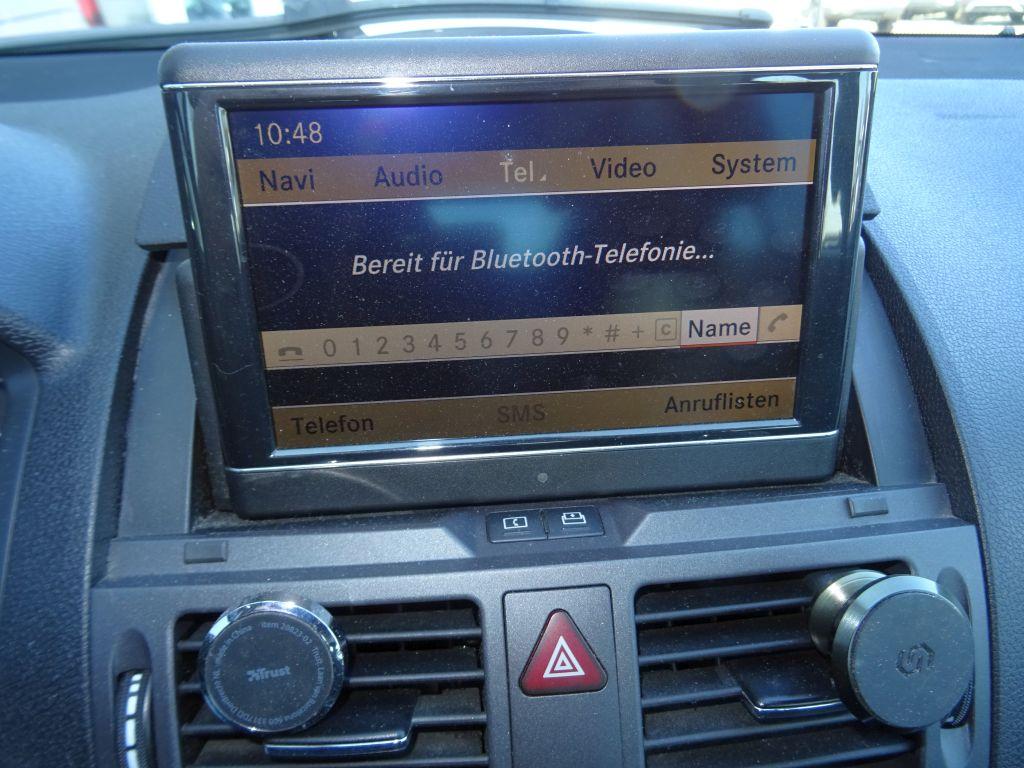 10:48
Navi Audio Tel. Video System
Bereit für Bluetooth-Telefonie...
0 1 2 3 4 5 6 7 8 9 * # + C Name
Telefon SMS Anruflisten
Trust